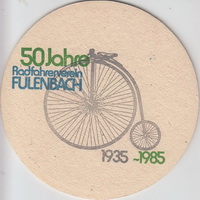 50 Jahre
Radfahrerverein
FULENBACH
1935 ~1985